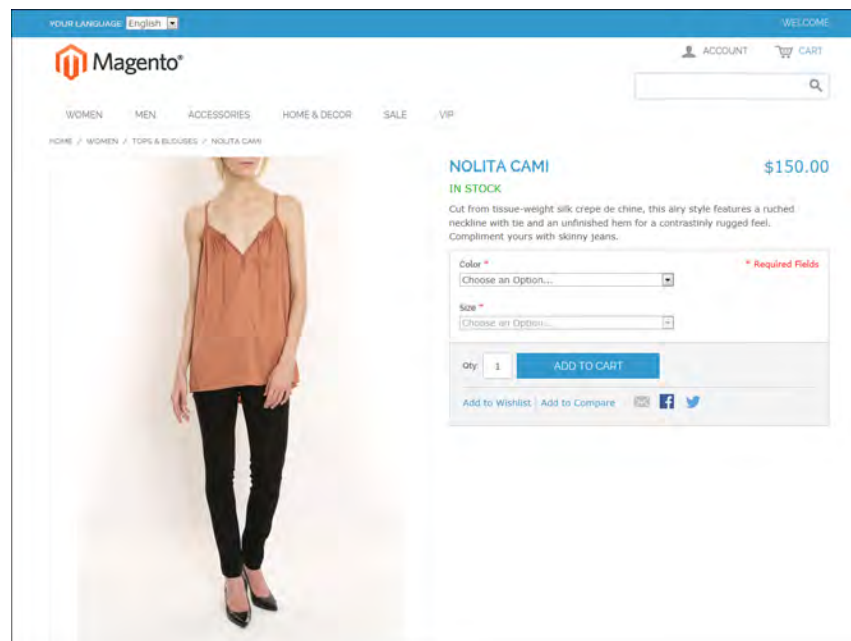 YOUR LANGUAGE: English
WELCOME
Magento®
ACCOUNT
CART
WOMEN MEN ACCESSORIES HOME & DECOR SALE VIP
HOME / WOMEN / TOPS & BLOUSES / NOLITA CAMI
NOLITA CAMI
$150.00
IN STOCK
Cut from tissue-weight silk crepe de chine, this airy style features a ruched
neckline with tie and an unfinished hem for a contrastinly rugged feel.
Compliment yours with skinny jeans.
Color *
* Required Fields
Choose an Option...
Size *
Choose an Option...
Qty: 1 ADD TO CART
Add to Wishlist | Add to Compare